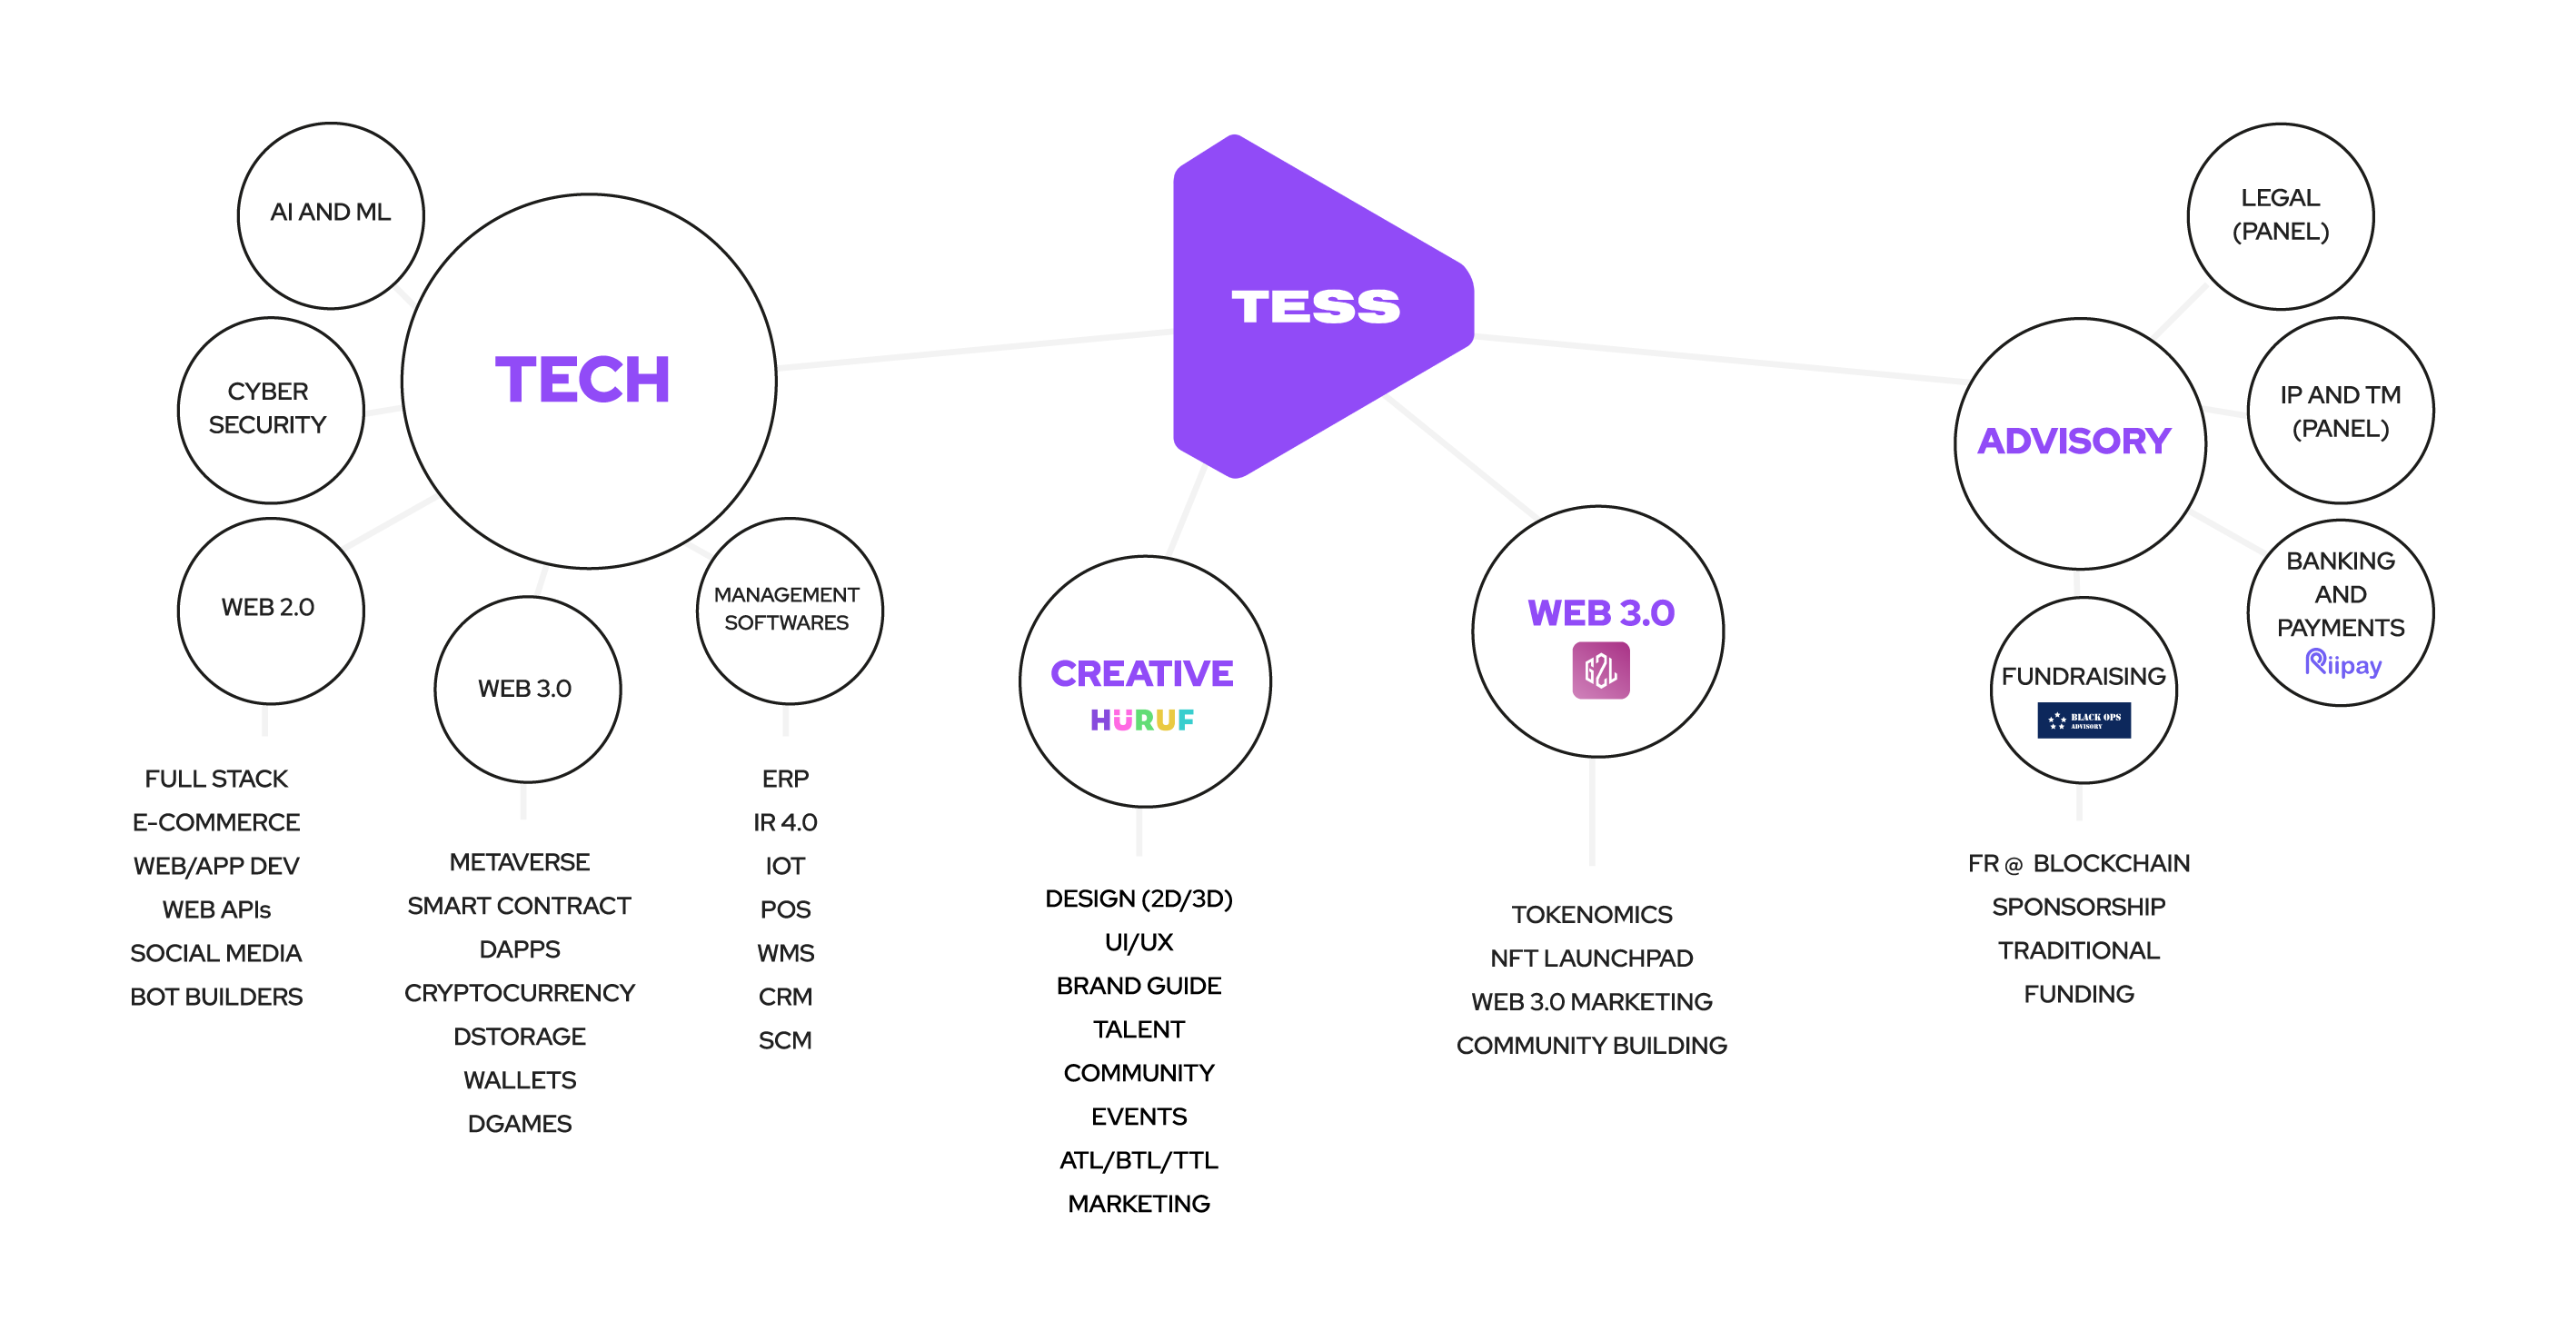 TESS
TECH
AI AND ML
CYBER
SECURITY
WEB 2.0
FULL STACK
E-COMMERCE
WEB/APP DEV
WEB APIs
SOCIAL MEDIA
BOT BUILDERS
WEB 3.0
METAVERSE
SMART CONTRACT
DAPPS
CRYPTOCURRENCY
DSTORAGE
WALLETS
DGAMES
MANAGEMENT
SOFTWARES
ERP
IR 4.0
IOT
POS
WMS
CRM
SCM
CREATIVE
HÜRUF
DESIGN (2D/3D)
UI/UX
BRAND GUIDE
TALENT
COMMUNITY
EVENTS
ATL/BTL/TTL
MARKETING
WEB 3.0
G2L
TOKENOMICS
NFT LAUNCHPAD
WEB 3.0 MARKETING
COMMUNITY BUILDING
ADVISORY
LEGAL
(PANEL)
IP AND TM
(PANEL)
BANKING
AND
PAYMENTS
Riipay
FUNDRAISING
BLACK OPS
ADVISORY
FR @ BLOCKCHAIN
SPONSORSHIP
TRADITIONAL
FUNDING